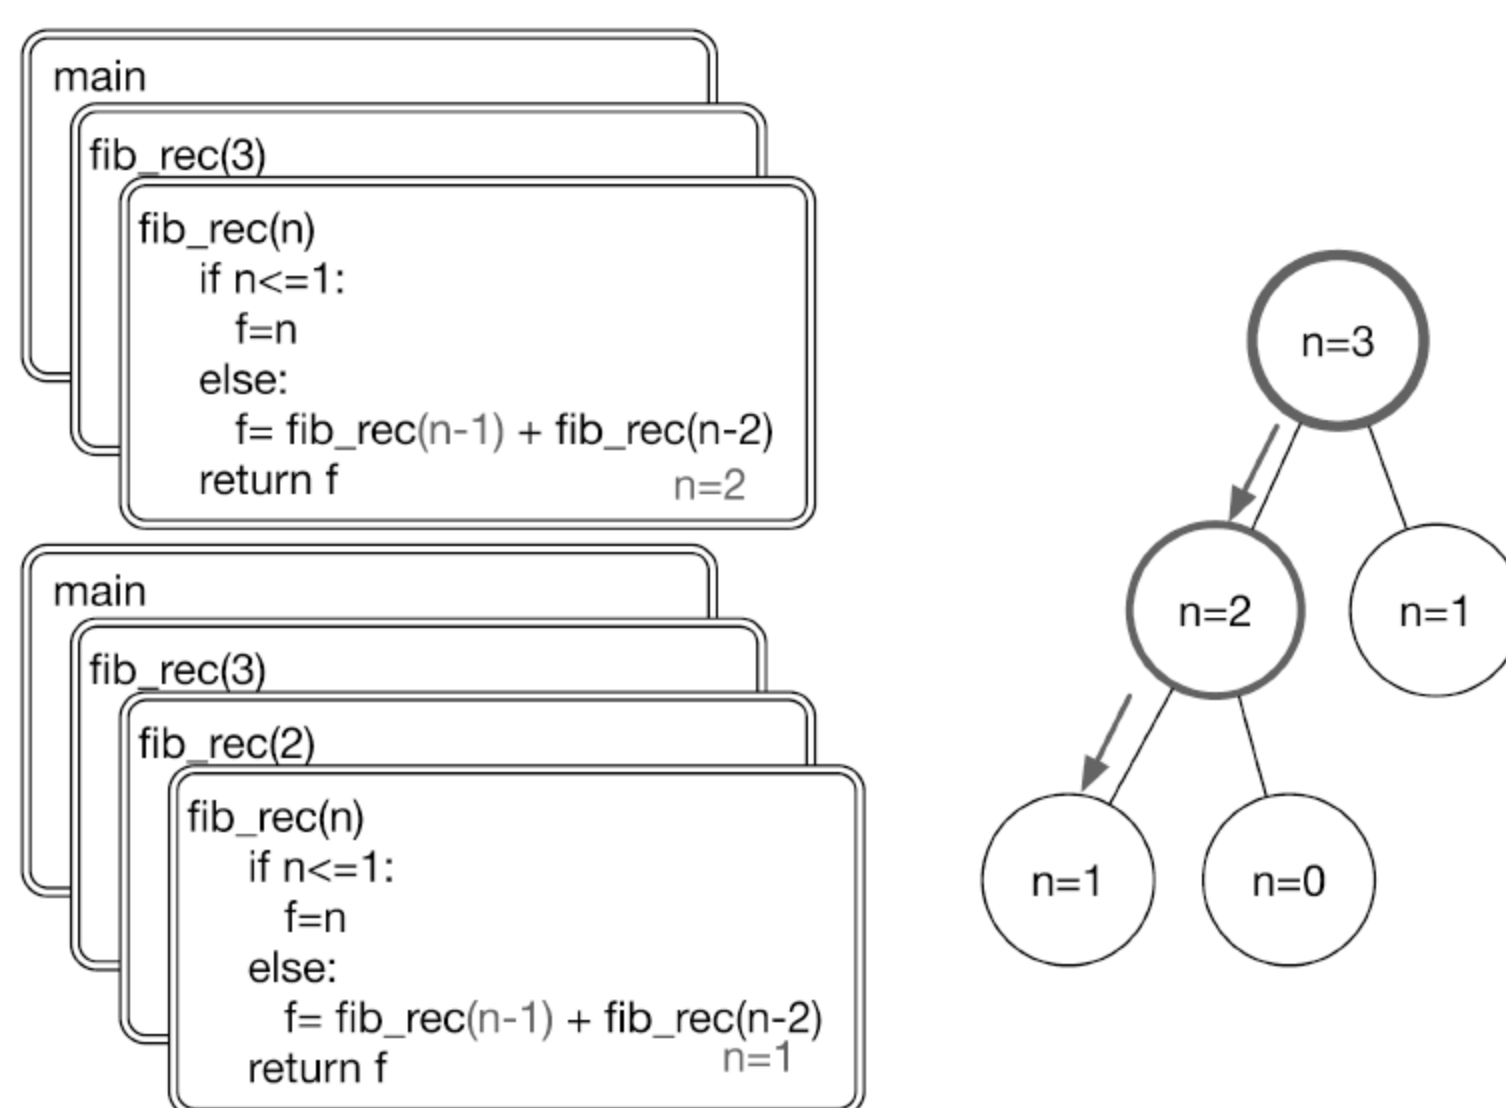 main
fib_rec(3)
fib_rec(n)
if n<=1:
f=n
else:
f= fib_rec(n-1) + fib_rec(n-2)
return f
n=2
main
fib_rec(3)
fib_rec(2)
fib_rec(n)
if n<=1:
f=n
else:
f= fib_rec(n-1) + fib_rec(n-2)
n=1
return f
n=3
n=2
n=1
n=1
n=0